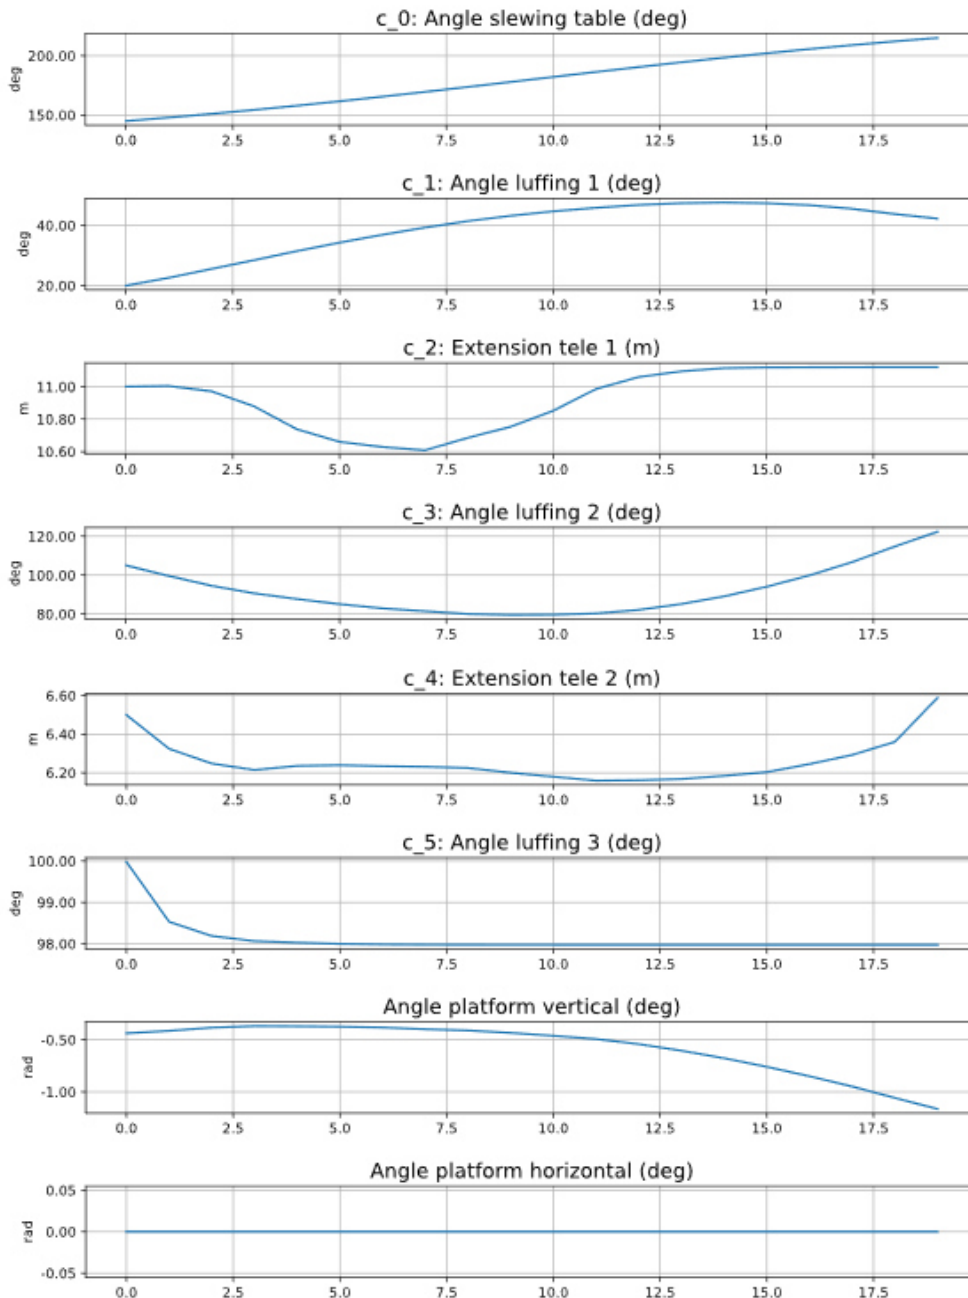 c_0: Angle slewing table (deg)
200.00
deg
150.00
0.0 2.5 5.0 7.5 10.0 12.5 15.0 17.5
c_1: Angle luffing 1 (deg)
40.00
deg
20.00
0.0 2.5 5.0 7.5 10.0 12.5 15.0 17.5
c_2: Extension tele 1 (m)
11.00
m
10.80
10.60
0.0 2.5 5.0 7.5 10.0 12.5 15.0 17.5
c_3: Angle luffing 2 (deg)
120.00
deg
100.00
80.00
0.0 2.5 5.0 7.5 10.0 12.5 15.0 17.5
c_4: Extension tele 2 (m)
6.60
m
6.40
6.20
0.0 2.5 5.0 7.5 10.0 12.5 15.0 17.5
c_5: Angle luffing 3 (deg)
100.00
deg
99.00
98.00
0.0 2.5 5.0 7.5 10.0 12.5 15.0 17.5
Angle platform vertical (deg)
-0.50
rad
-1.00
0.0 2.5 5.0 7.5 10.0 12.5 15.0 17.5
Angle platform horizontal (deg)
0.05
rad
0.00
-0.05
0.0 2.5 5.0 7.5 10.0 12.5 15.0 17.5